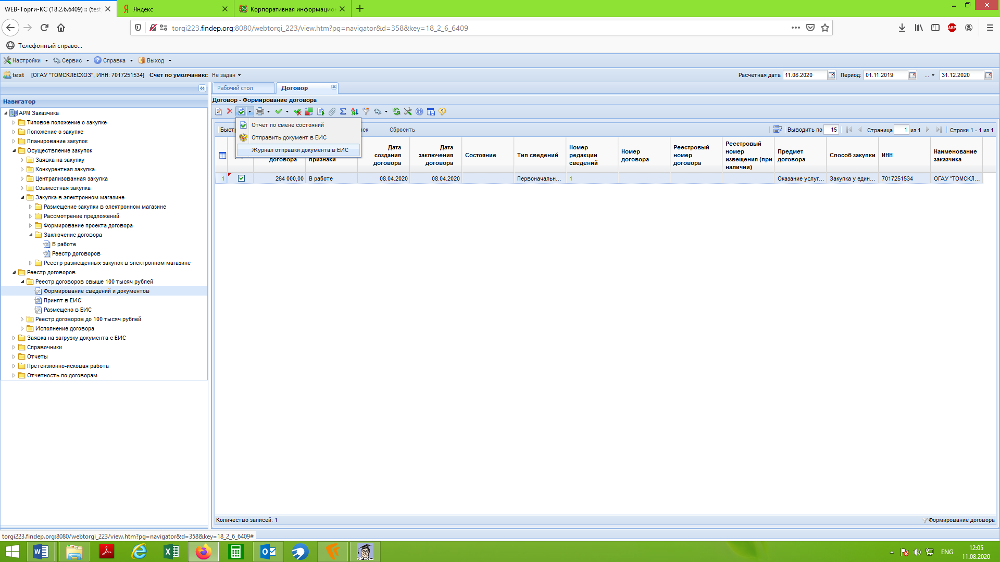 WEB-Торги-КС (18.2.6.6409) :: (test
Яндекс
Корпоративная информацио
torgi223.findep.org:8080/webtorgi_223/view.htm?pg=navigator&d=358&key=18_2_6_6409
ABP
Телефонный справо...
Настройки Сервис Справка Выход
test [ОГАУ "ТОМСКЛЕСХОЗ", ИНН: 7017251534] Счет по умолчанию: Не задан
Расчетная дата 11.08.2020 Период: 01.11.2019 ... 31.12.2020
Рабочий стол
Договор
Навигатор
Договор - Формирование договора
АРМ Заказчика
Типовое положение о закупке
Положение о закупке
Планирование закупок
Осуществление закупок
Заявка на закупку
Конкурентная закупка
Централизованная закупка
Совместная закупка
Закупка в электронном магазине
Размещение закупки в электронном магазине
Рассмотрение предложений
Формирование проекта договора
Заключение договора
В работе
Реестр договоров
Реестр размещенных закупок в электронном магазине
Реестр договоров
Реестр договоров свыше 100 тысяч рублей
Формирование сведений и документов
Принят в ЕИС
Размещено в ЕИС
Реестр договоров до 100 тысяч рублей
Исполнение договора
Заявка на загрузку документа с ЕИС
Справочники
Отчеты
Претензионно-исковая работа
Отчетность по договорам
Отчет по смене состояний
Отправить документ в ЕИС
Журнал отправки документа в ЕИС
Быстр
ск
Сбросить
Выводить по 15 Страница 1 из 1 Строки 1 - 1 из 1
договора
признаки
Дата создания договора
Дата заключения договора
Состояние
Тип сведений
Номер редакции сведений
Номер договора
Реестровый номер договора
Реестровый номер извещения (при наличии)
Предмет договора
Способ закупки
ИНН
Наименование заказчика
1 264 000,00 В работе 08.04.2020 08.04.2020 Первоначальн... 1 Оказание услуг... Закупка у един... 7017251534 ОГАУ "ТОМСКЛ...
Количество записей: 1
Формирование договора
torgi223.findep.org:8080/webtorgi_223/view.htm?pg=navigator&d=358&key=18_2_6_6409#
ENG
12:05
11.08.2020